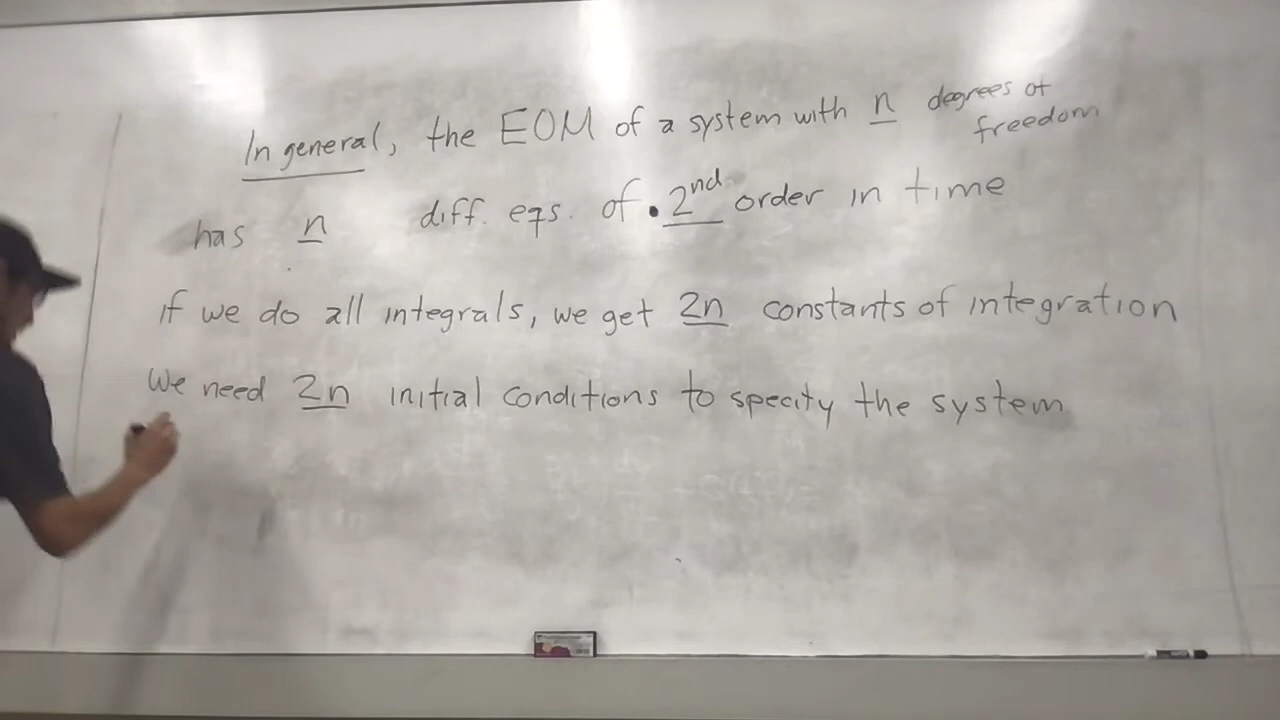 In general, the EOM of a system with n degrees of freedom
has n diff. eqs. of 2nd order in time
if we do all integrals, we get 2n constants of integration
We need 2n initial conditions to specity the system